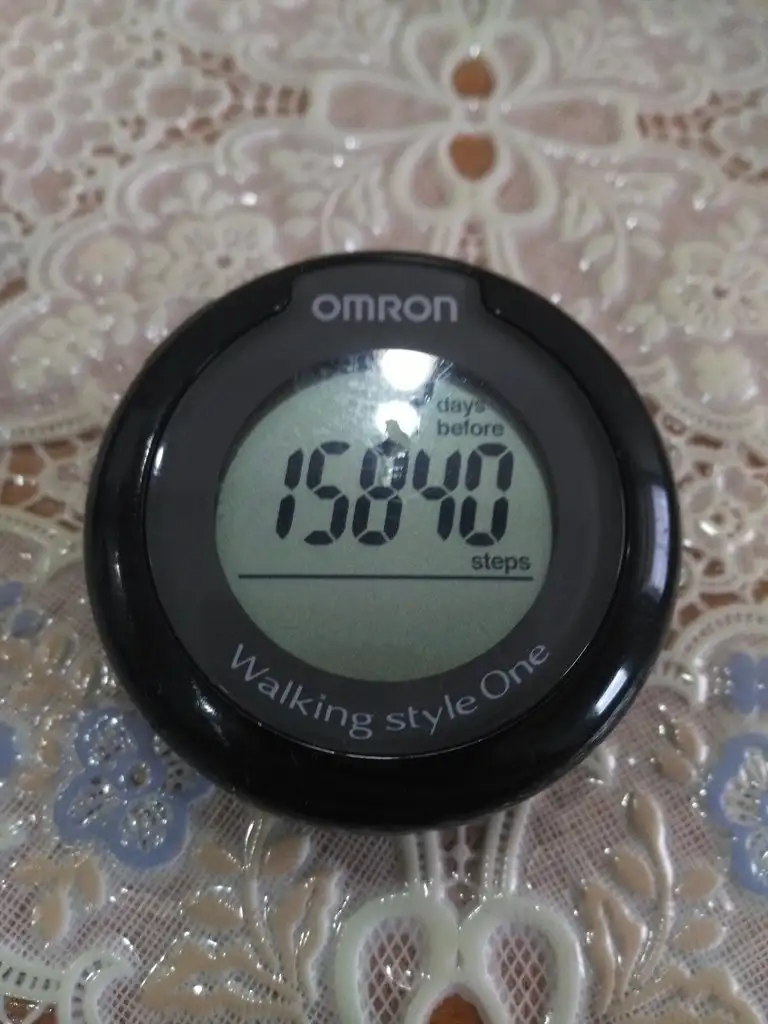 OMRON
days
before
15840
steps
Walking style One